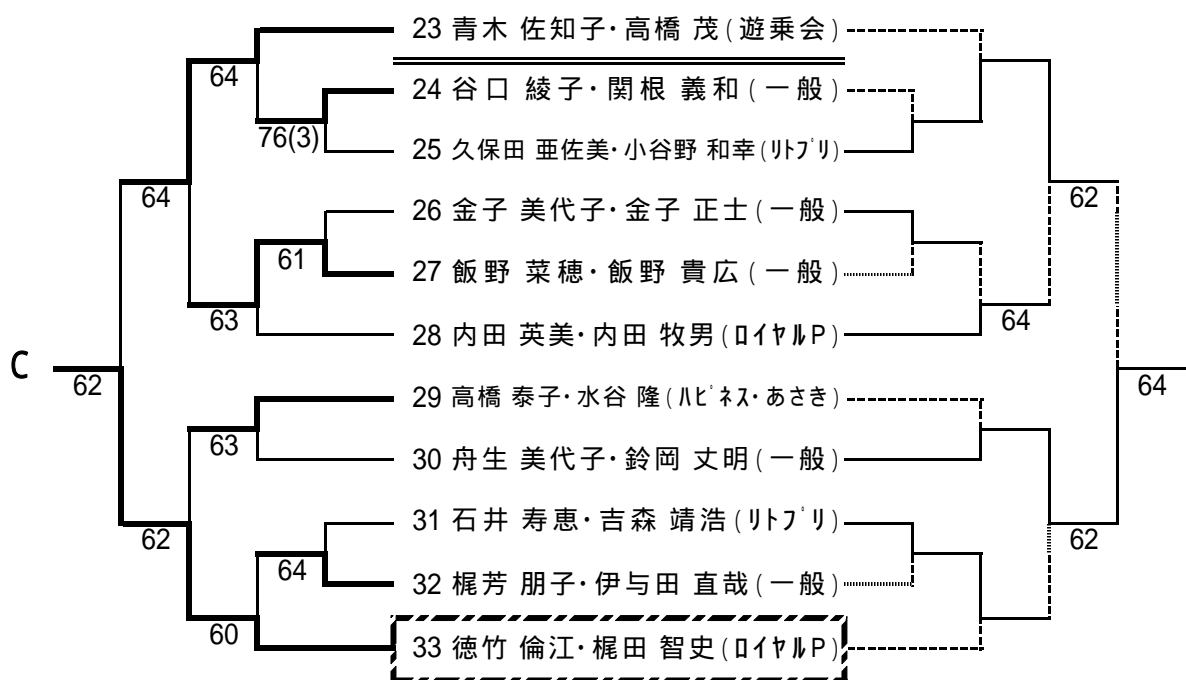 23 青木 佐知子・高橋 茂(遊乗会)
64
24 谷口 綾子・関根 義和(一般)
76(3)
25 久保田 亜佐美・小谷野 和幸(ﾘﾄﾌﾟﾘ)
64
62
26 金子 美代子・金子 正士(一般)
61
27 飯野 菜穂・飯野 貴広(一般)
63
64
28 内田 英美・内田 牧男(ﾛｲﾔﾙP)
C
62
64
29 高橋 泰子・水谷 隆(ﾊﾋﾟﾈｽ・あさき)
63
30 舟生 美代子・鈴岡 丈明(一般)
31 石井 寿恵・吉森 靖浩(ﾘﾄﾌﾟﾘ)
62
62
64
32 梶芳 朋子・伊与田 直哉(一般)
60
33 徳竹 倫江・梶田 智史(ﾛｲﾔﾙP)